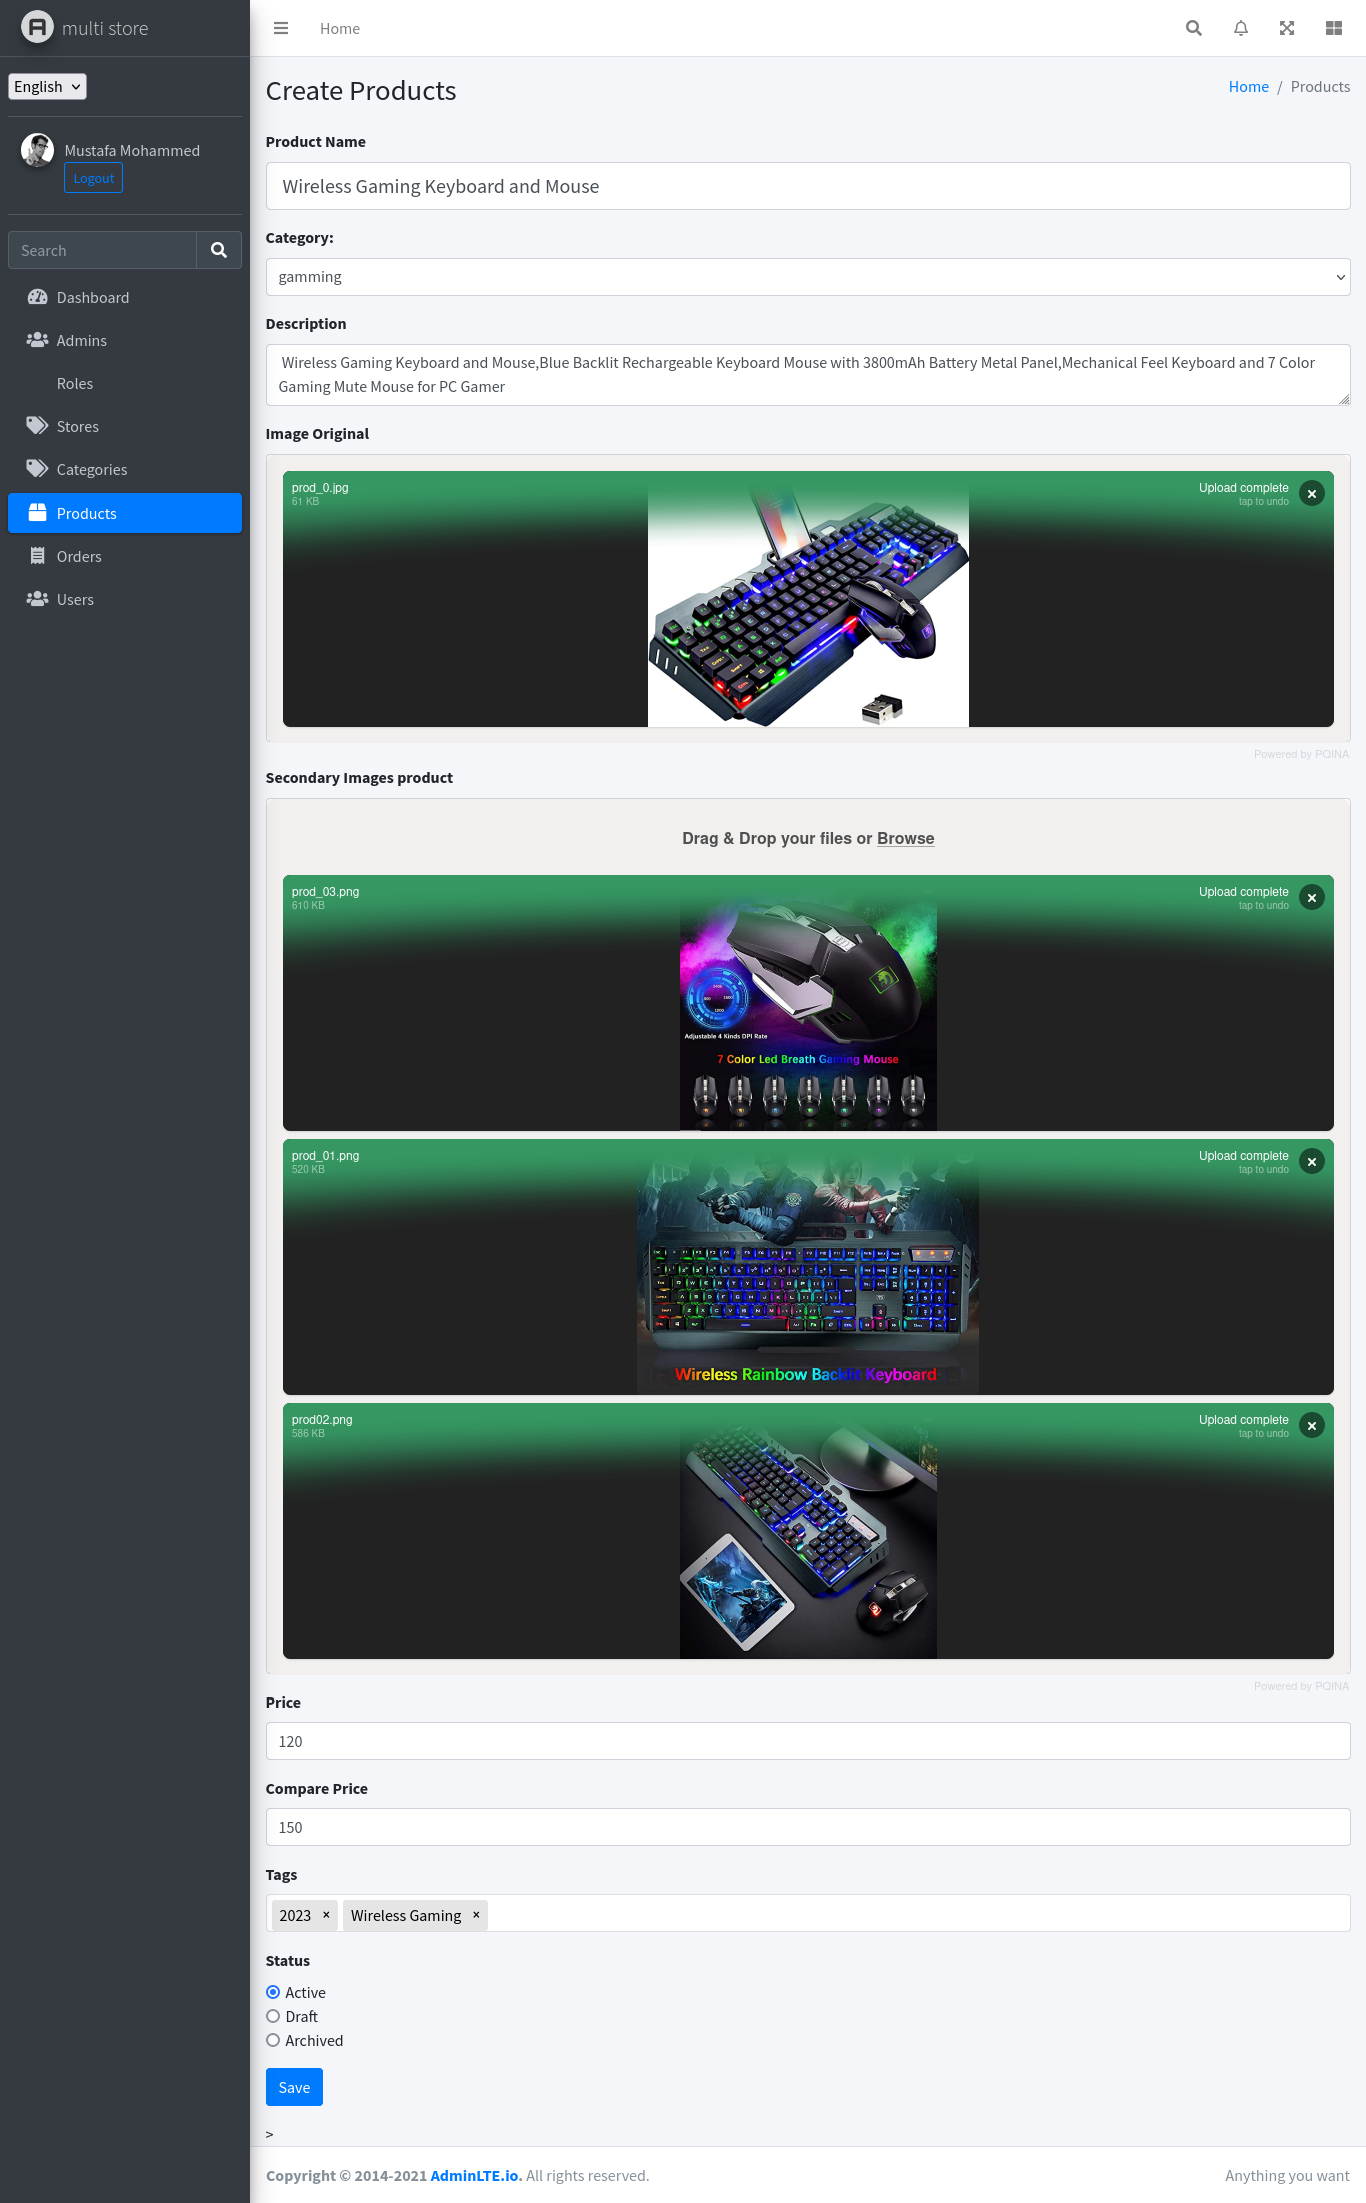 multi store
Home
English
Create Products
Home / Products
Mustafa Mohammed
Logout
Search
Dashboard
Admins
Roles
Stores
Categories
Products
Orders
Users
Product Name
Wireless Gaming Keyboard and Mouse
Category:
gamming
Description
Wireless Gaming Keyboard and Mouse,Blue Backlit Rechargeable Keyboard Mouse with 3800mAh Battery Metal Panel,Mechanical Feel Keyboard and 7 Color
Gaming Mute Mouse for PC Gamer
Image Original
prod_0.jpg
61 KB
Upload complete
tap to undo
Powered by PQINA
Secondary Images product
Drag & Drop your files or Browse
prod_03.png
610 KB
Upload complete
tap to undo
Adjustable 4 Kinds DPI Rate
7 Color Led Breath Gaming Mouse
prod_01.png
520 KB
Upload complete
tap to undo
Wireless Rainbow Backlit Keyboard
prod02.png
586 KB
Upload complete
tap to undo
Powered by PQINA
Price
120
Compare Price
150
Tags
2023 ×
Wireless Gaming ×
Status
Active
Draft
Archived
Save
>
Copyright © 2014-2021 AdminLTE.io. All rights reserved.
Anything you want